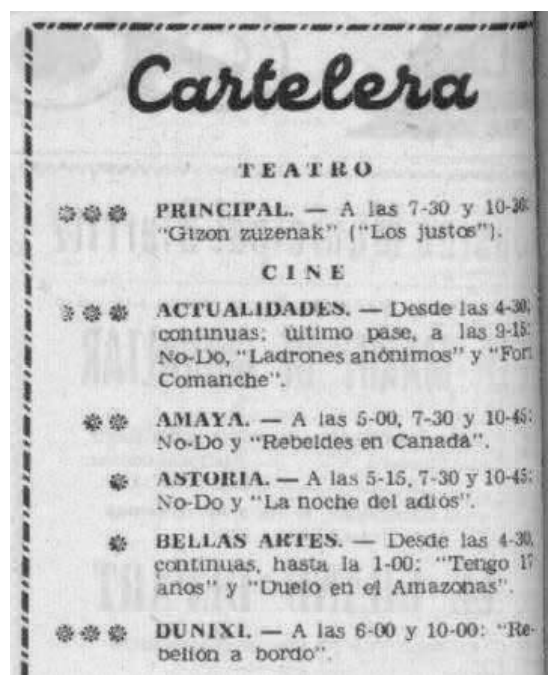 Cartelera
TEATRO
PRINCIPAL. — A las 7-30 y 10-30:
"Gizon zuzenak" ("Los justos").
CINE
ACTUALIDADES. — Desde las 4-30,
continuas; último pase, a las 9-15:
No-Do, "Ladrones anónimos" y "Fort
Comanche".
AMAYA. — A las 5-00, 7-30 y 10-45:
No-Do y "Rebeldes en Canadá".
ASTORIA. — A las 5-15, 7-30 y 10-45:
No-Do y "La noche del adiós".
BELLAS ARTES. — Desde las 4-30,
continuas, hasta la 1-00: "Tengo 17
años" y "Duelo en el Amazonas".
DUNIXI. — A las 6-00 y 10-00: "Re-
belión a bordo".